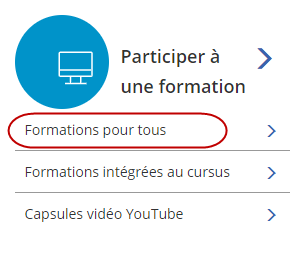 Participer à
une formation
Formations pour tous
Formations intégrées au cursus
Capsules vidéo YouTube